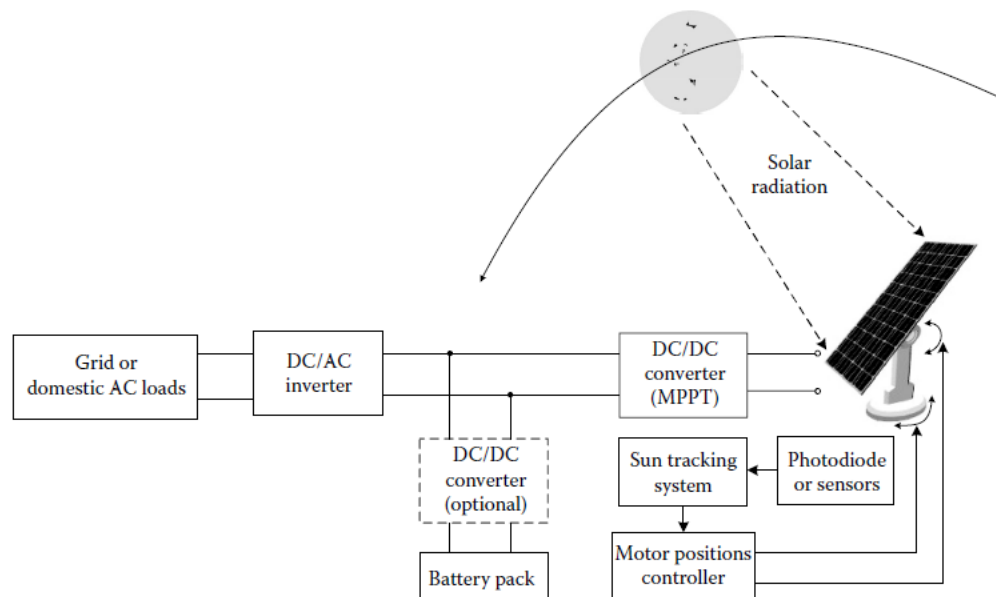 Solar
radiation
Grid or
domestic AC loads
DC/AC
inverter
DC/DC
converter
(MPPT)
DC/DC
converter
(optional)
Battery pack
Sun tracking
system
Photodiode
or sensors
Motor positions
controller